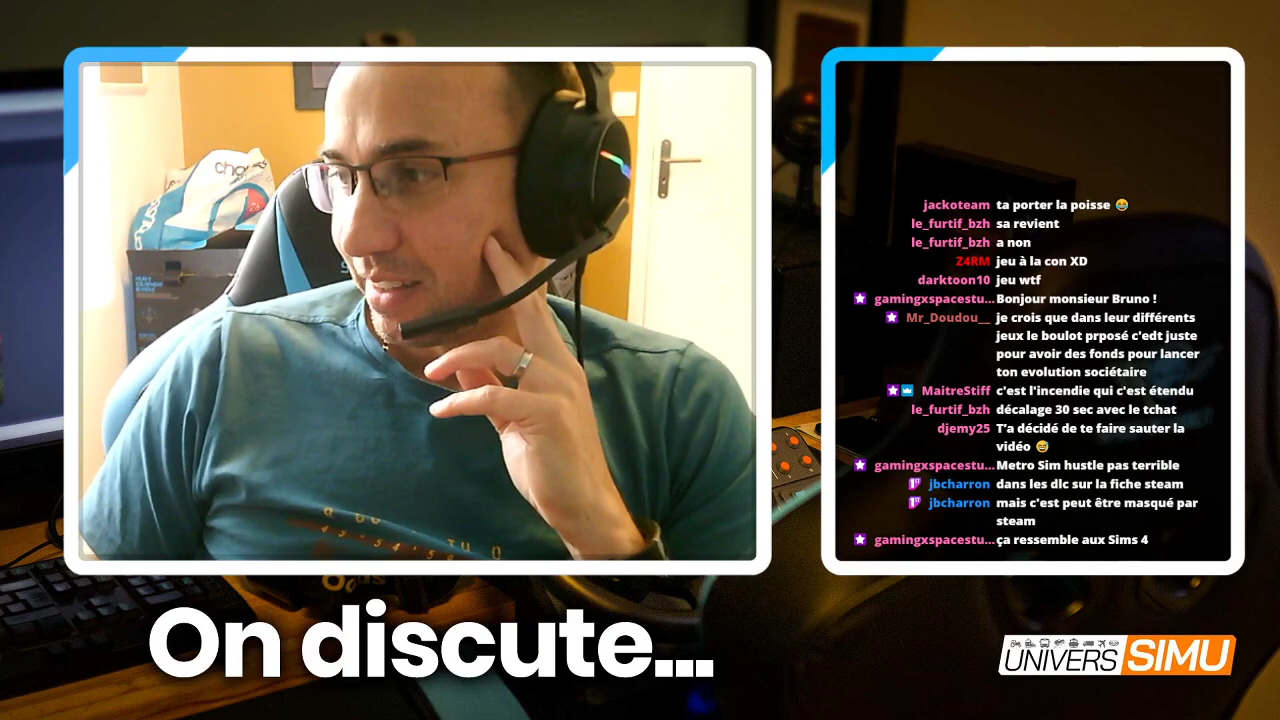 jackoteam ta porter la poisse 😂
le_furtif_bzh sa revient
le_furtif_bzh a non
Z4RM jeu à la con XD
darktoon10 jeu wtf
gamingxspacestu... Bonjour monsieur Bruno !
Mr_Doudou__ je crois que dans leur différents
jeux le boulot prposé c'edt juste
pour avoir des fonds pour lancer
ton evolution sociétaire
MaitreStiff c'est l'incendie qui c'est étendu
le_furtif_bzh décalage 30 sec avec le tchat
djemy25 T'a décidé de te faire sauter la
vidéo 😅
gamingxspacestu... Metro Sim hustle pas terrible
jbcharron dans les dlc sur la fiche steam
jbcharron mais c'est peut être masqué par
steam
gamingxspacestu... ça ressemble aux Sims 4
On discute...
UNIVERS SIMU